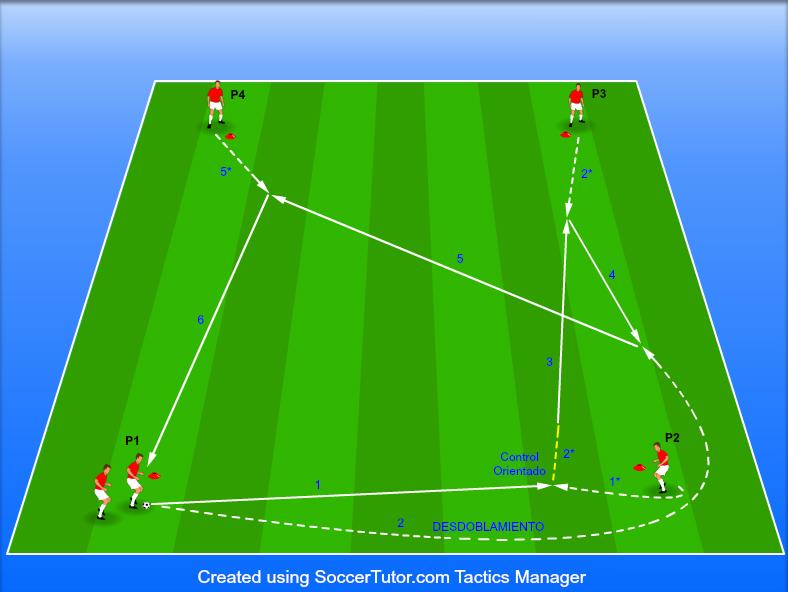 P4
P3
5*
2*
5
4
6
3
P1
P2
Control
Orientado
2*
1*
1
2
DESDOBLAMIENTO
Created using SoccerTutor.com Tactics Manager